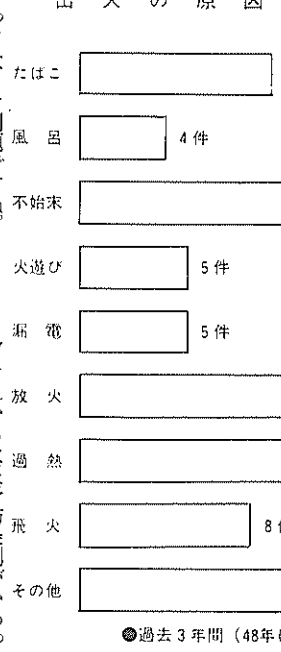 出火の原因
たばこ
風呂 4件
不始末
火遊び 5件
漏電 5件
放火
過熱
飛火 8件
その他
●過去3年間（48年